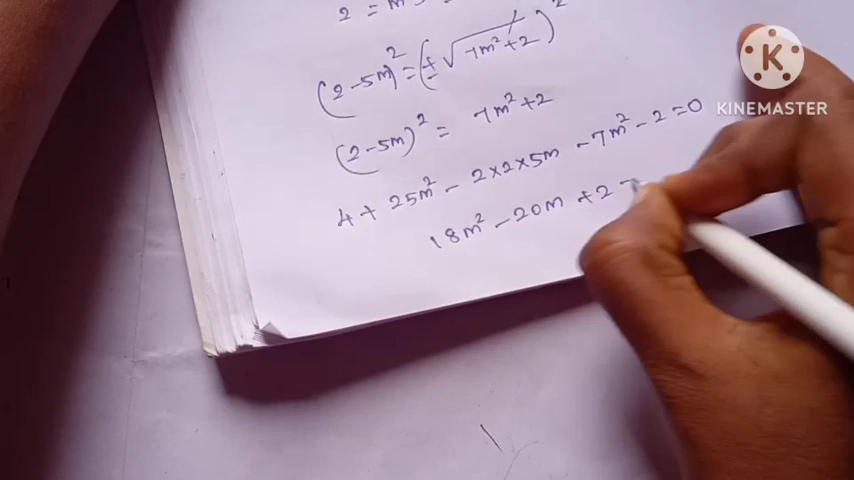 2 = m
(2-5m)² = (± √7m²+2)²
(2-5m)² = 7m²+2
4 + 25m² - 2×2×5m - 7m² - 2 = 0
18m² - 20m + 2 =
K
KINEMASTER